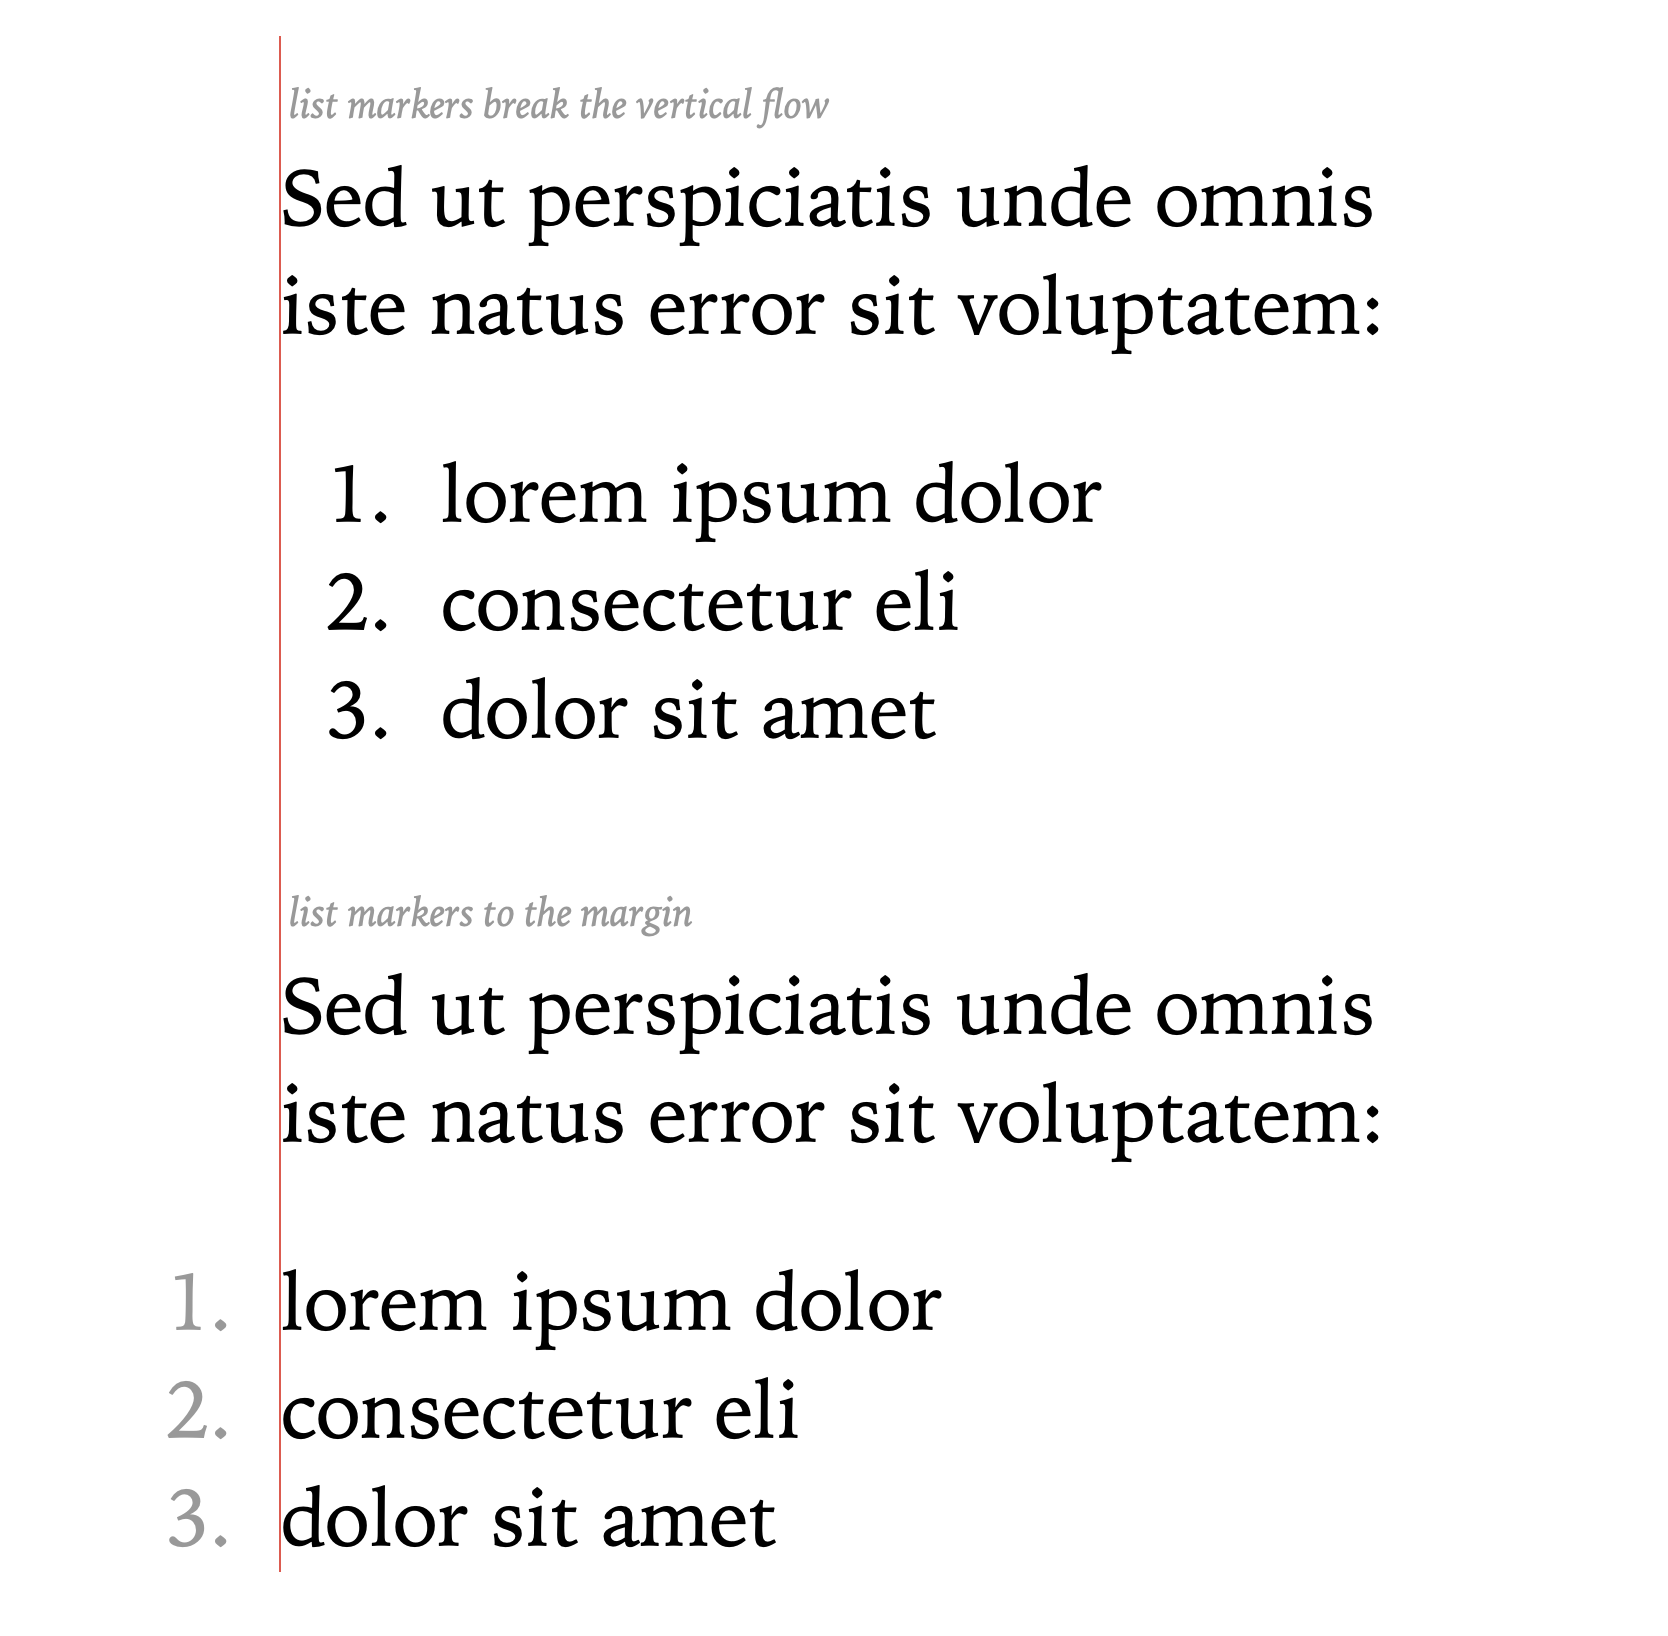 list markers break the vertical flow
Sed ut perspiciatis unde omnis
iste natus error sit voluptatem:
1. lorem ipsum dolor
2. consectetur eli
3. dolor sit amet
list markers to the margin
Sed ut perspiciatis unde omnis
iste natus error sit voluptatem:
1. lorem ipsum dolor
2. consectetur eli
3. dolor sit amet